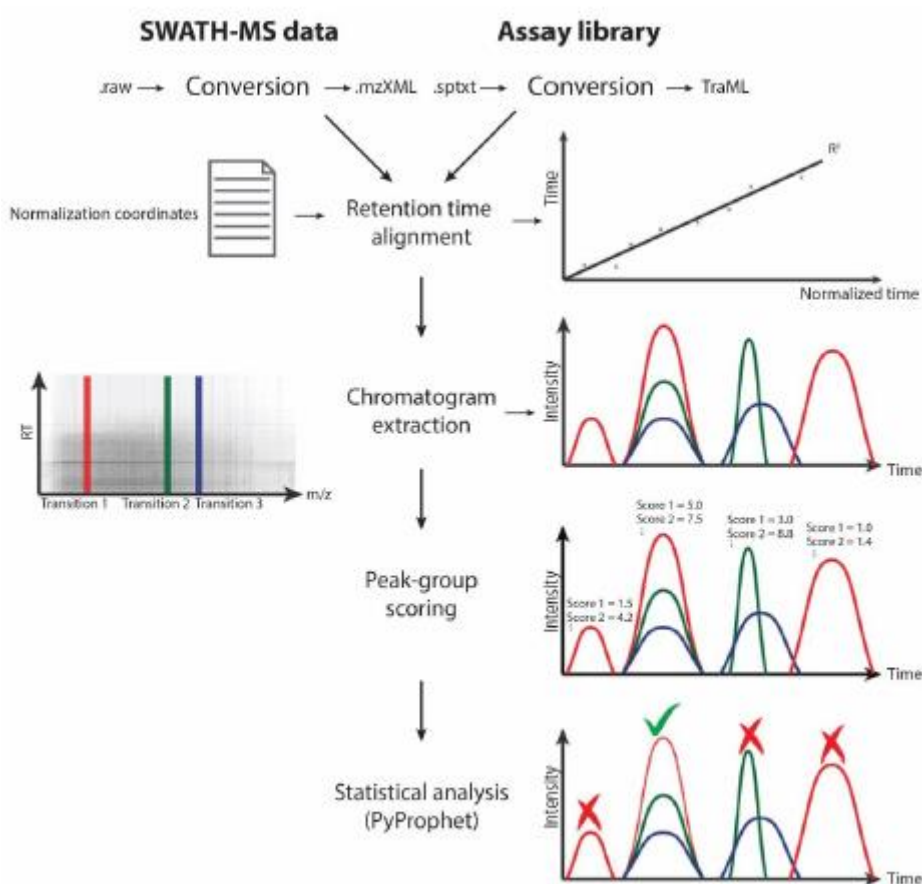 SWATH-MS data
Assay library
.raw
Conversion
.mzXML
.sptxt
Conversion
TraML
Normalization coordinates
Retention time
alignment
Time
R²
Normalized time
RT
Transition 1
Transition 2
Transition 3
m/z
Chromatogram
extraction
Intensity
Time
Peak-group
scoring
Intensity
Score 1 = 1.5
Score 2 = 4.2
Score 1 = 5.0
Score 2 = 7.5
Score 1 = 3.0
Score 2 = 8.8
Score 1 = 1.0
Score 2 = 1.4
Time
Statistical analysis
(PyProphet)
Intensity
Time